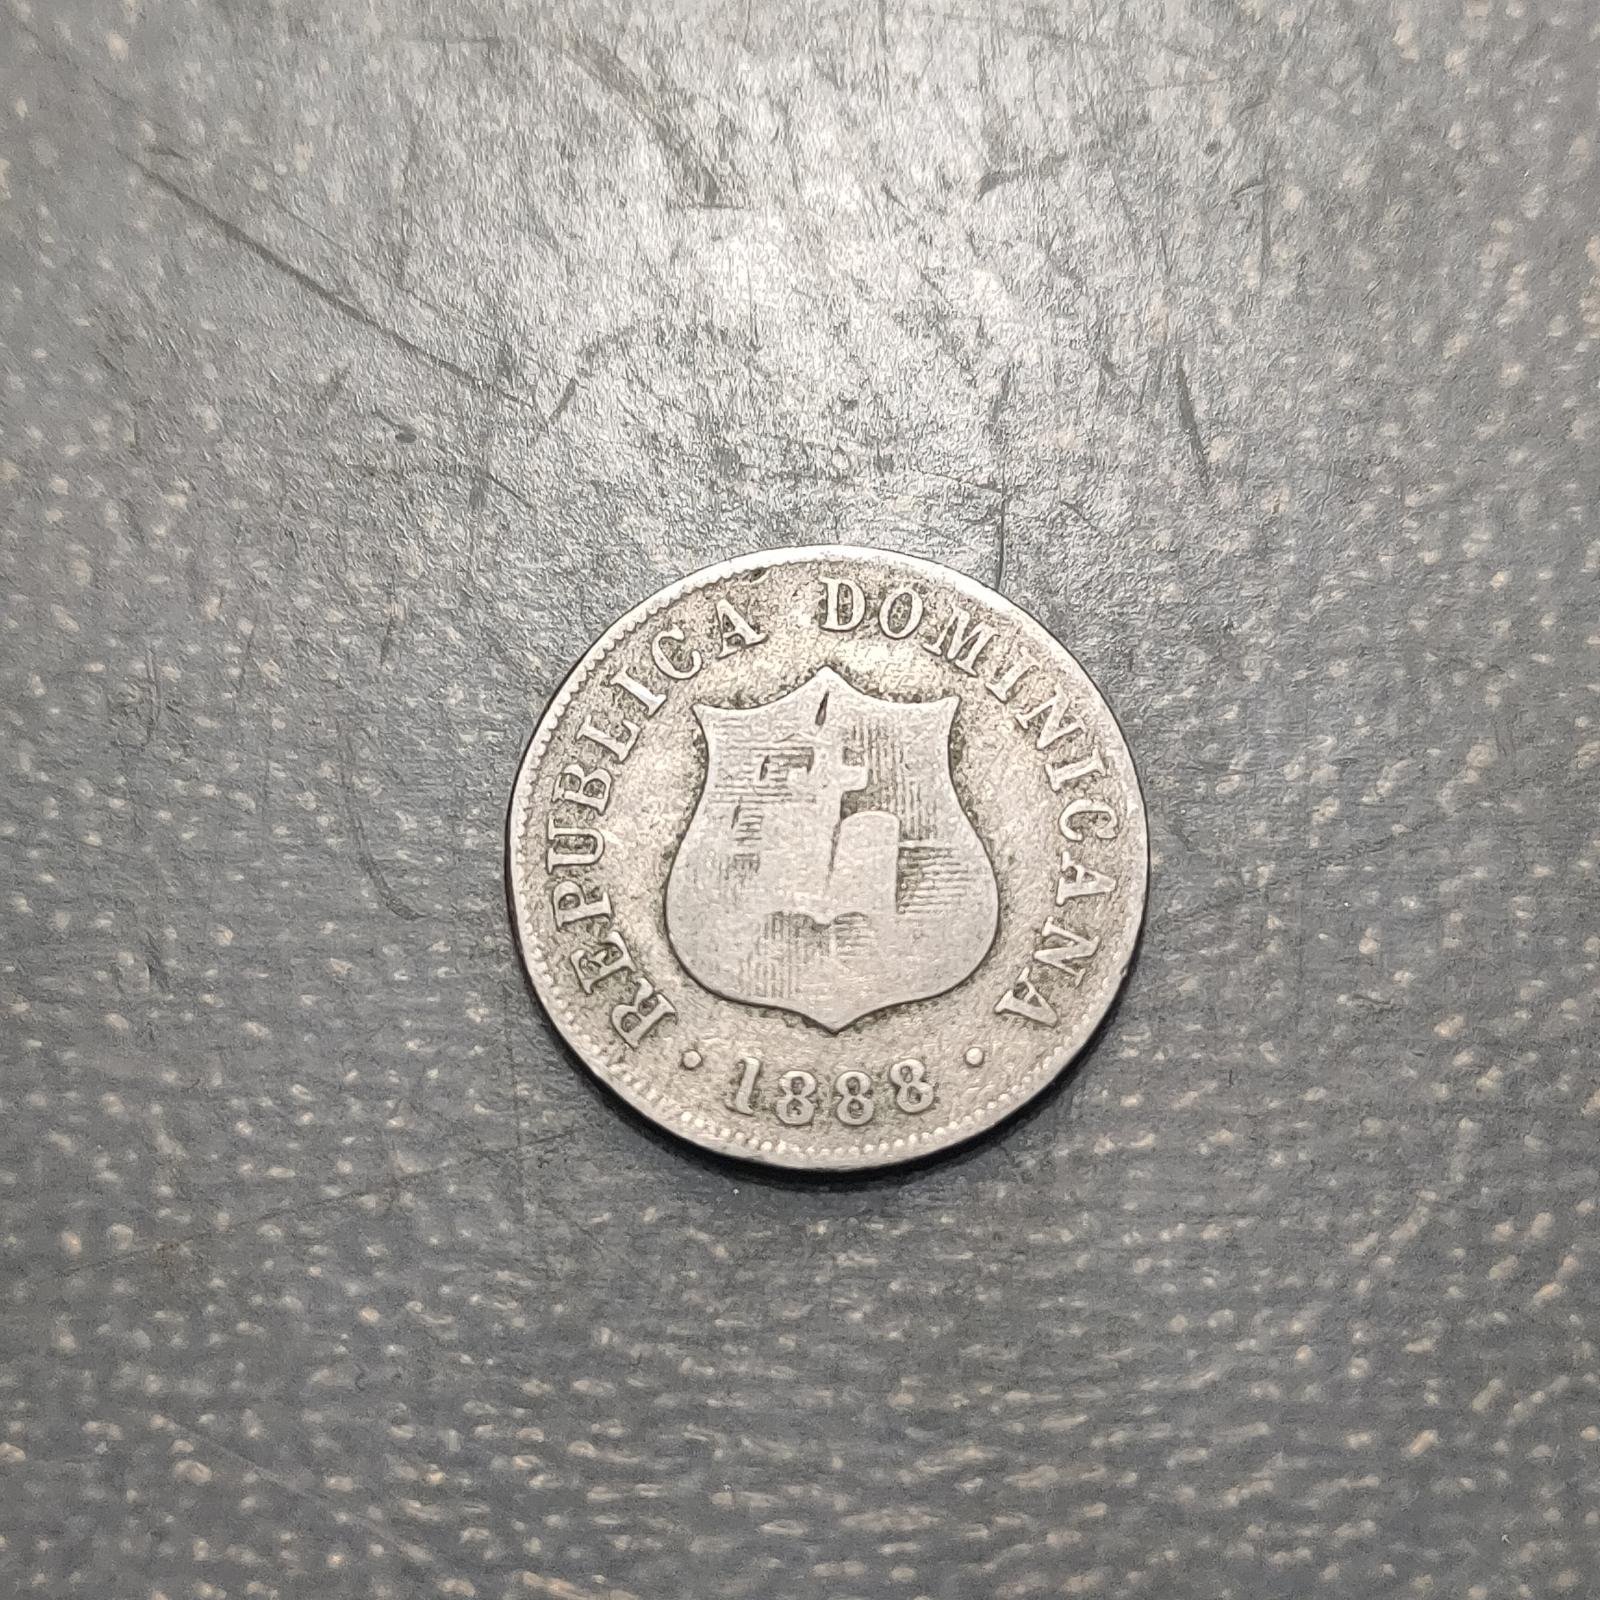 REPUBLICA DOMINICANA
· 1888 ·